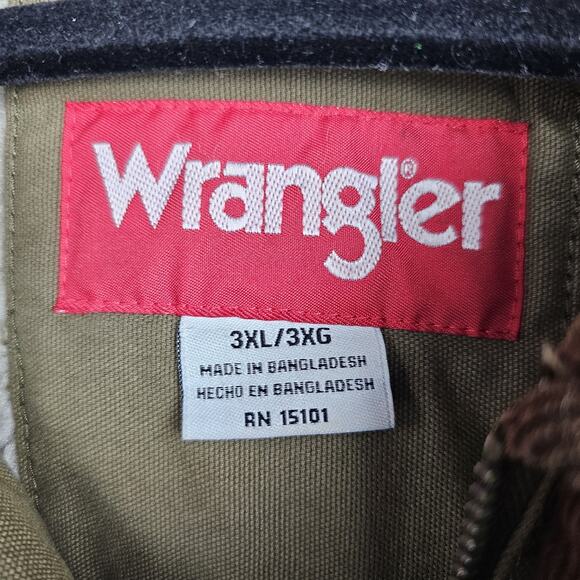 Wrangler®
3XL/3XG
MADE IN BANGLADESH
HECHO EN BANGLADESH
RN 15101